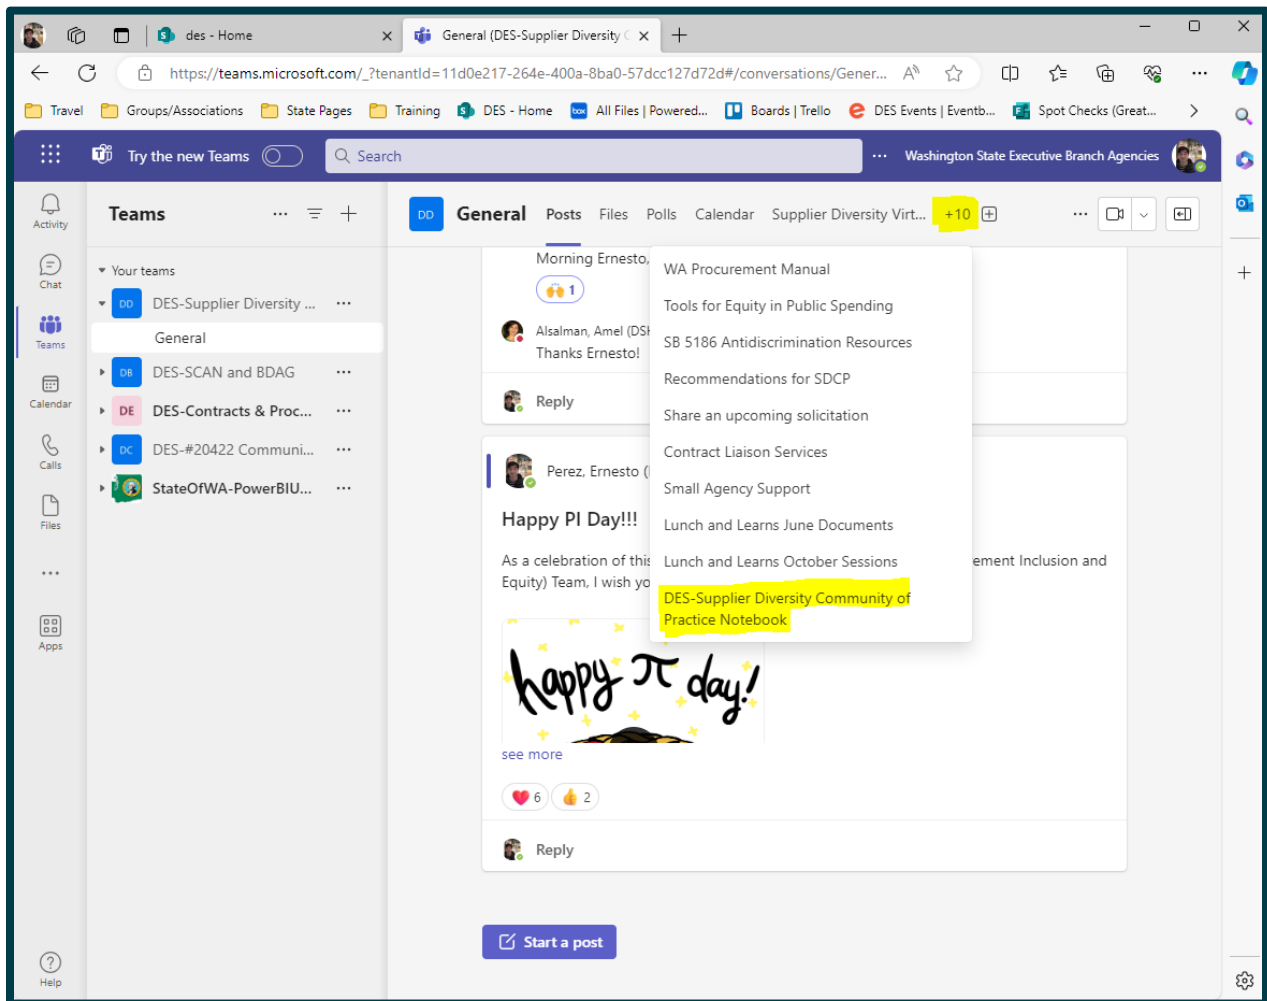 des - Home
General (DES-Supplier Diversity C
https://teams.microsoft.com/_?tenantId=11d0e217-264e-400a-8ba0-57dcc127d72d#/conversations/Gener...
Travel
Groups/Associations
State Pages
Training
DES - Home
box
All Files | Powered...
Boards | Trello
DES Events | Eventb...
Spot Checks (Great...
Try the new Teams
Search
Washington State Executive Branch Agencies
Activity
Chat
Teams
Calendar
Calls
Files
Apps
Help
Teams
Your teams
DD DES-Supplier Diversity ...
General
DB DES-SCAN and BDAG
DE DES-Contracts & Proc...
DC DES-#20422 Communi...
StateOfWA-PowerBIU...
DD General Posts Files Polls Calendar Supplier Diversity Virt... +10
Morning Ernesto,
1
Alsalman, Amel (DSH
Thanks Ernesto!
Reply
WA Procurement Manual
Tools for Equity in Public Spending
SB 5186 Antidiscrimination Resources
Recommendations for SDCP
Share an upcoming solicitation
Contract Liaison Services
Small Agency Support
Lunch and Learns June Documents
Lunch and Learns October Sessions
DES-Supplier Diversity Community of
Practice Notebook
Perez, Ernesto (
Happy PI Day!!!
As a celebration of this ement Inclusion and
Equity) Team, I wish yo
happy π day!
see more
6 2
Reply
Start a post